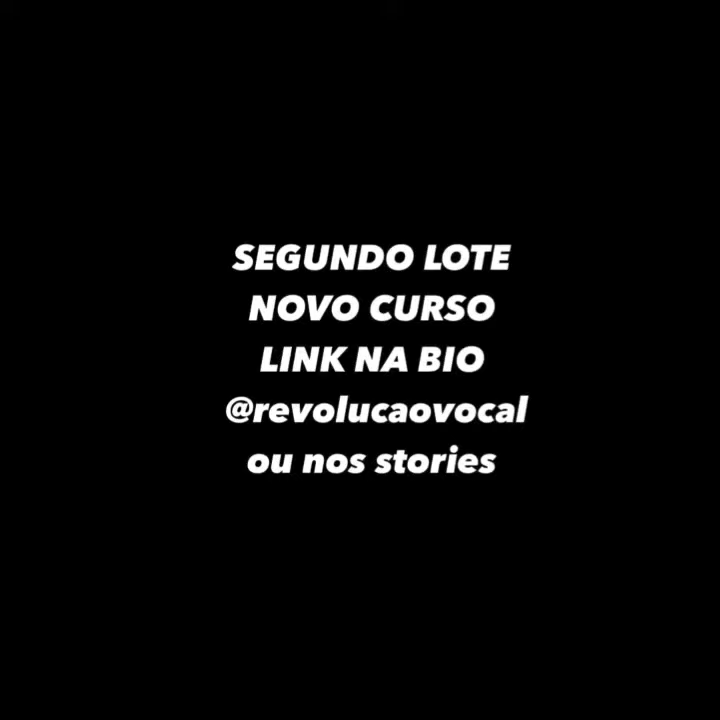 SEGUNDO LOTE
NOVO CURSO
LINK NA BIO
@revolucaovocal
ou nos stories